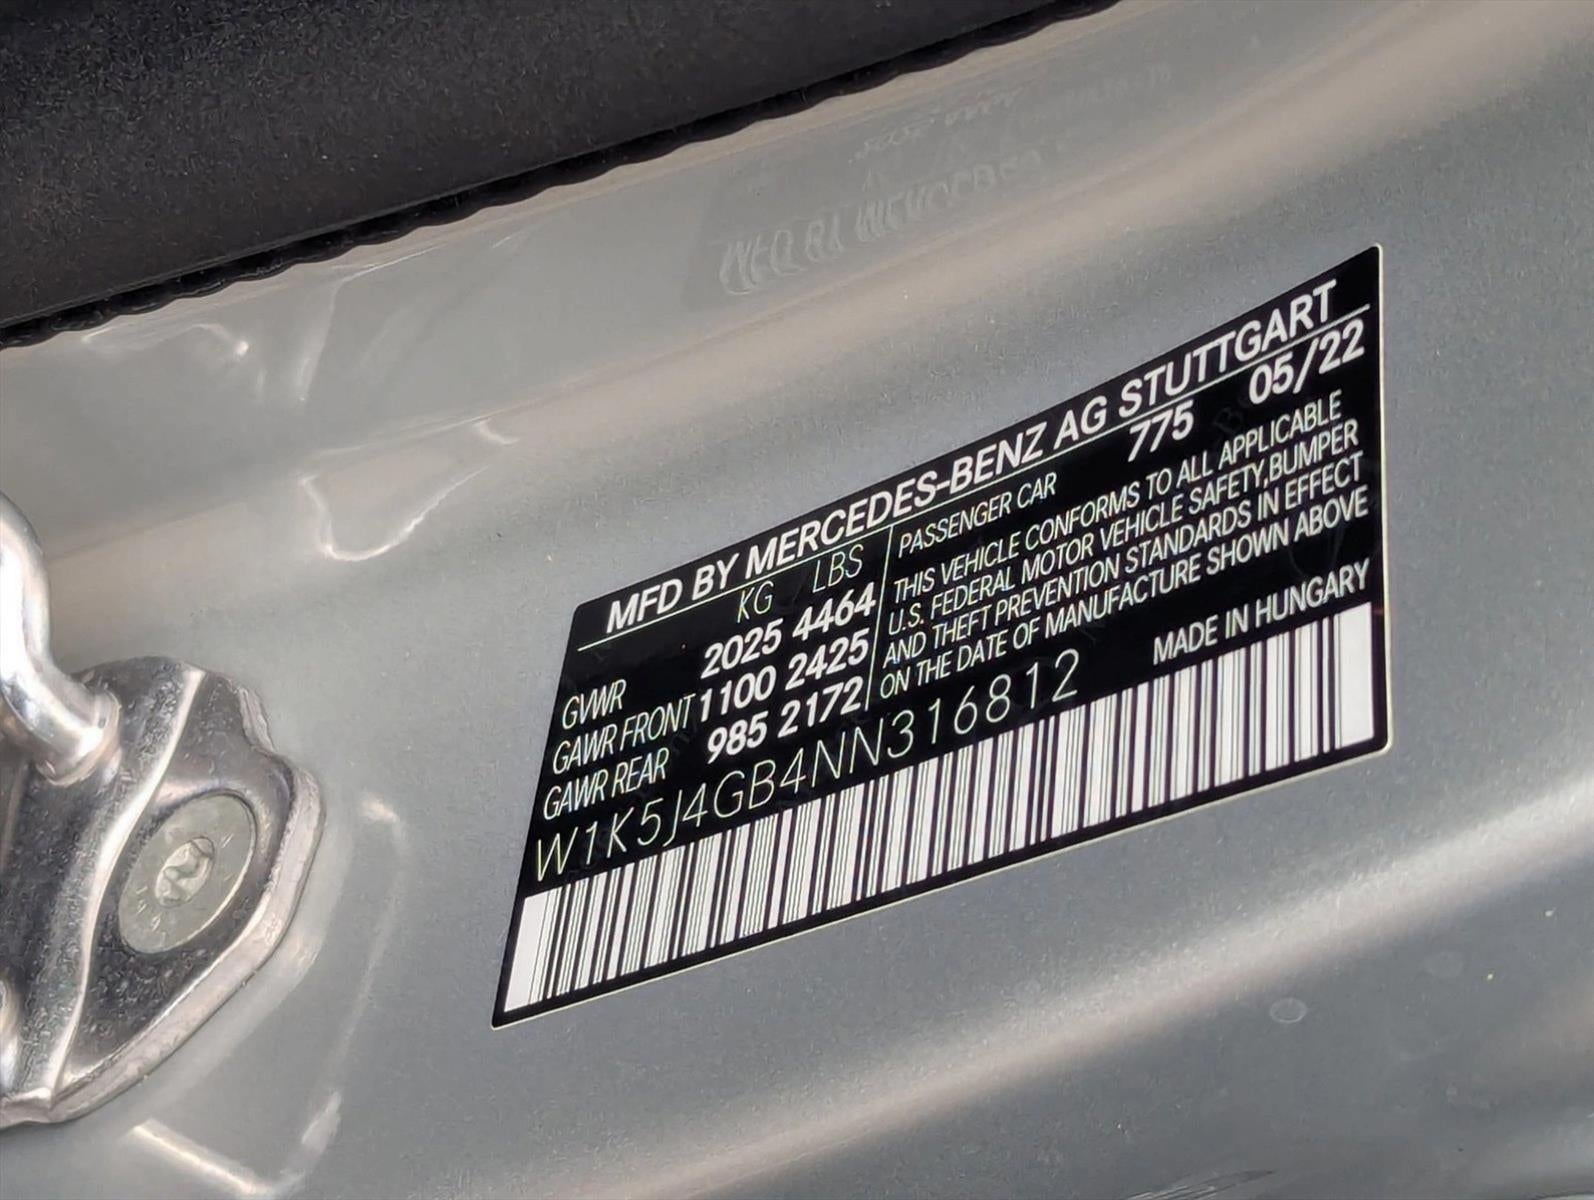 MFD BY MERCEDES-BENZ AG STUTTGART
KG LBS
GVWR 2025 4464
GAWR FRONT 1100 2425
GAWR REAR 985 2172
PASSENGER CAR 775 05/22
THIS VEHICLE CONFORMS TO ALL APPLICABLE
U.S. FEDERAL MOTOR VEHICLE SAFETY,BUMPER
AND THEFT PREVENTION STANDARDS IN EFFECT
ON THE DATE OF MANUFACTURE SHOWN ABOVE
MADE IN HUNGARY
W1K5J4GB4NN316812